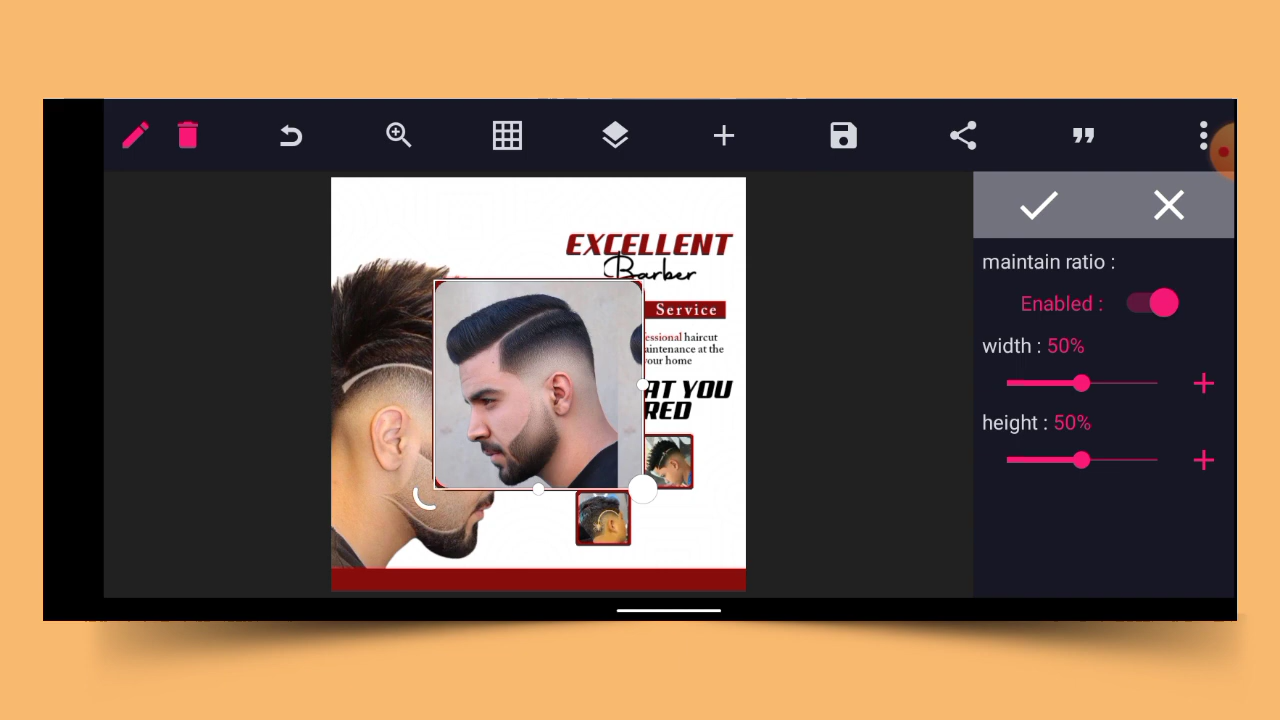 EXCELLENT
Barber
Service
essional haircut
aintenance at the
your home
AT YOU
RED
maintain ratio :
Enabled :
width : 50%
height : 50%